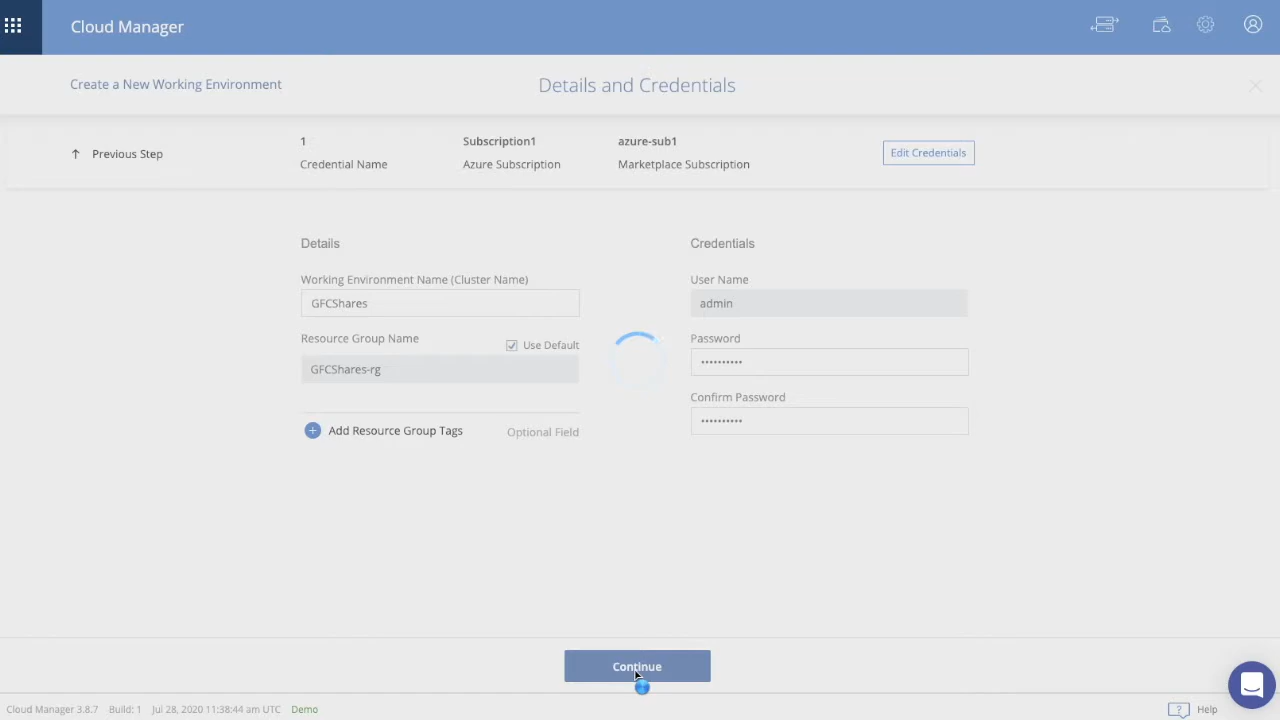 Cloud Manager
Create a New Working Environment
Details and Credentials
Previous Step
1
Credential Name
Subscription1
Azure Subscription
azure-sub1
Marketplace Subscription
Edit Credentials
Details
Working Environment Name (Cluster Name)
GFCShares
Resource Group Name
Use Default
GFCShares-rg
Add Resource Group Tags
Optional Field
Credentials
User Name
admin
Password
••••••••••
Confirm Password
••••••••••
Continue
Cloud Manager 3.8.7 Build: 1 Jul 28, 2020 11:38:44 am UTC Demo
Help